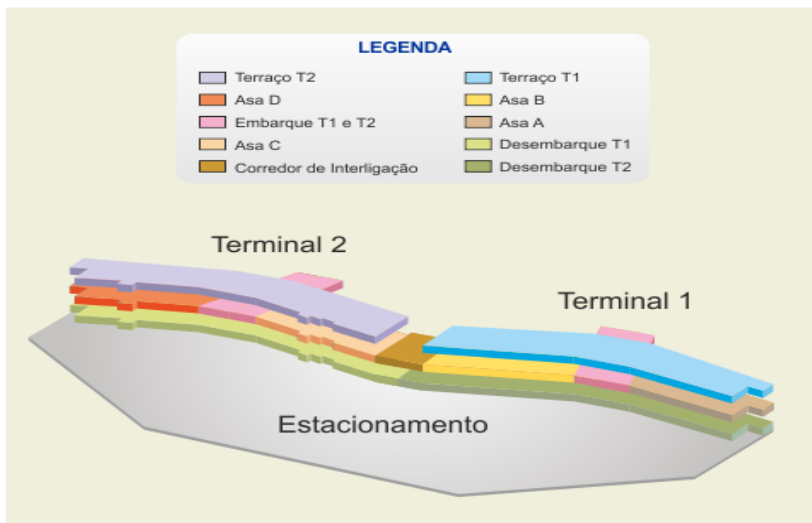 LEGENDA
Terraço T2
Asa D
Embarque T1 e T2
Asa C
Corredor de Interligação
Terraço T1
Asa B
Asa A
Desembarque T1
Desembarque T2
Terminal 2
Terminal 1
Estacionamento